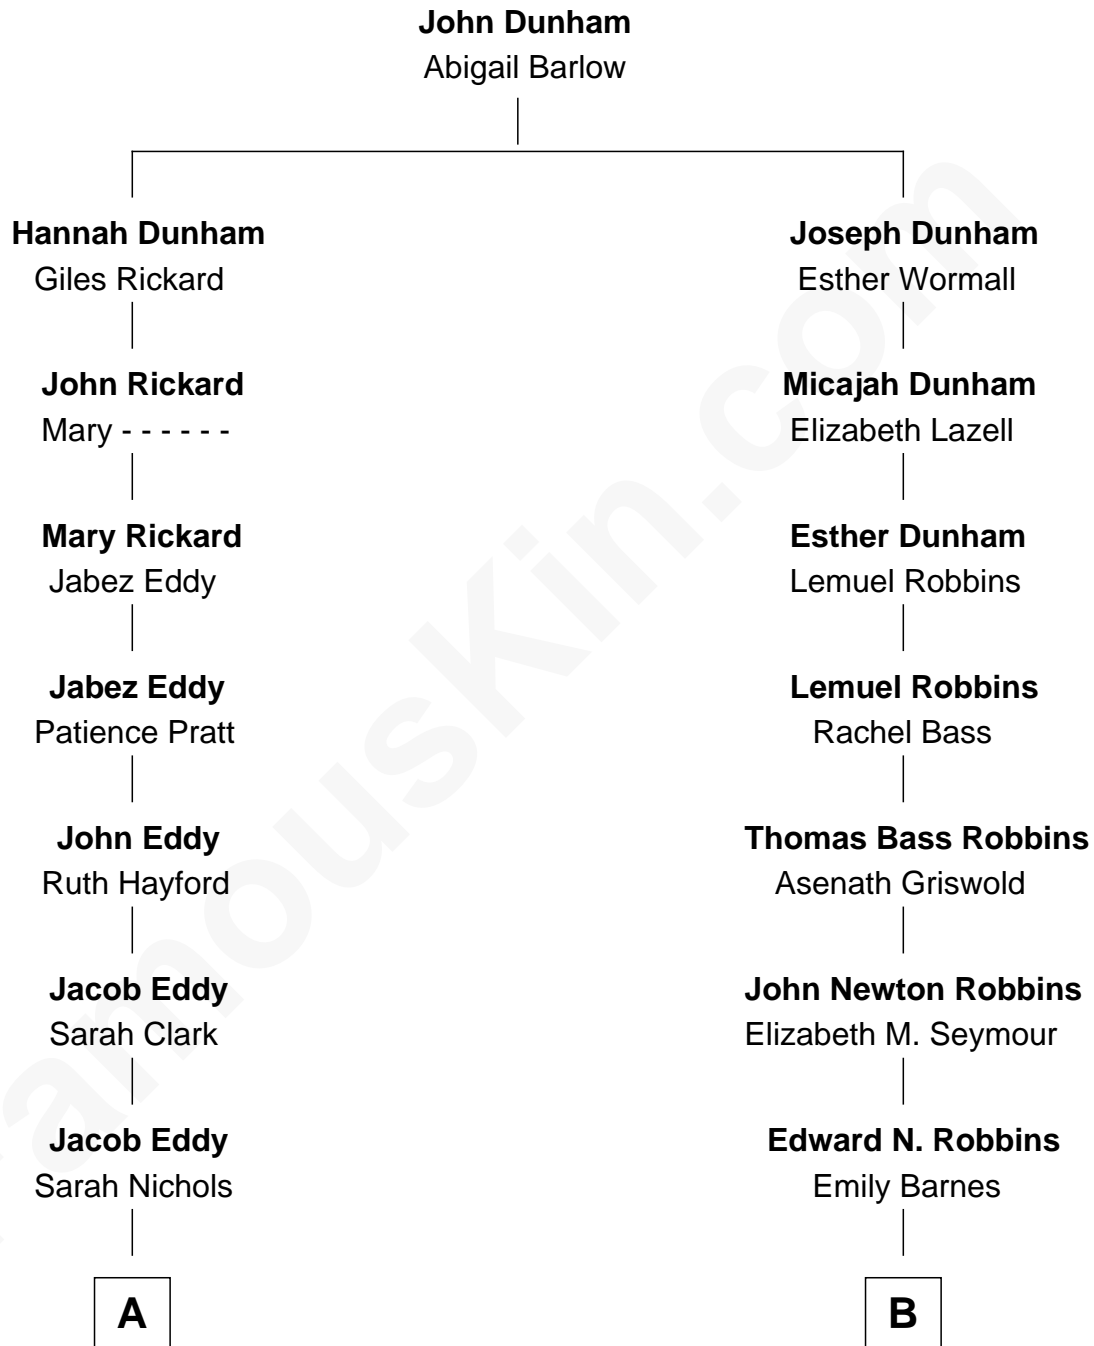 John Dunham
Abigail Barlow
Hannah Dunham
Giles Rickard
Joseph Dunham
Esther Wormall
John Rickard
Mary - - - - - -
Micajah Dunham
Elizabeth Lazell
Mary Rickard
Jabez Eddy
Esther Dunham
Lemuel Robbins
Jabez Eddy
Patience Pratt
Lemuel Robbins
Rachel Bass
John Eddy
Ruth Hayford
Thomas Bass Robbins
Asenath Griswold
Jacob Eddy
Sarah Clark
John Newton Robbins
Elizabeth M. Seymour
Jacob Eddy
Sarah Nichols
Edward N. Robbins
Emily Barnes
A
B
FamousKin.com